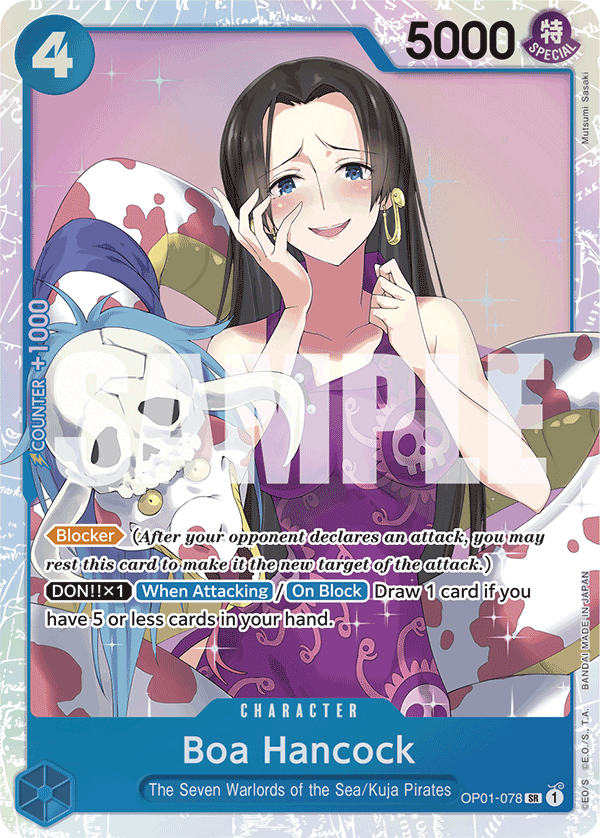 4
5000
特
SPECIAL
Mutsumi Sasaki
COUNTER +1000
SAMPLE
Blocker (After your opponent declares an attack, you may
rest this card to make it the new target of the attack.)
DON!!×1 When Attacking / On Block Draw 1 card if you
have 5 or less cards in your hand.
BANDAI MADE IN JAPAN
©EO/S ©E.O./S., T.A.
CHARACTER
Boa Hancock
The Seven Warlords of the Sea/Kuja Pirates
OP01-078 SR 1